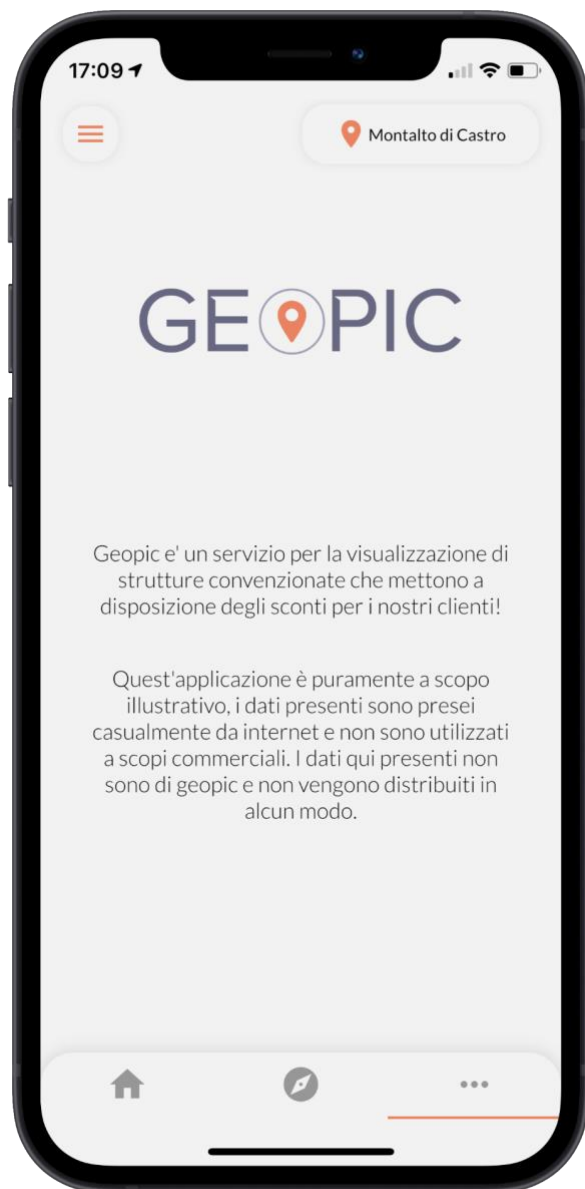 17:09
Montalto di Castro
GEOPIC
Geopic e' un servizio per la visualizzazione di
strutture convenzionate che mettono a
disposizione degli sconti per i nostri clienti!
Quest'applicazione è puramente a scopo
illustrativo, i dati presenti sono presei
casualmente da internet e non sono utilizzati
a scopi commerciali. I dati qui presenti non
sono di geopic e non vengono distribuiti in
alcun modo.